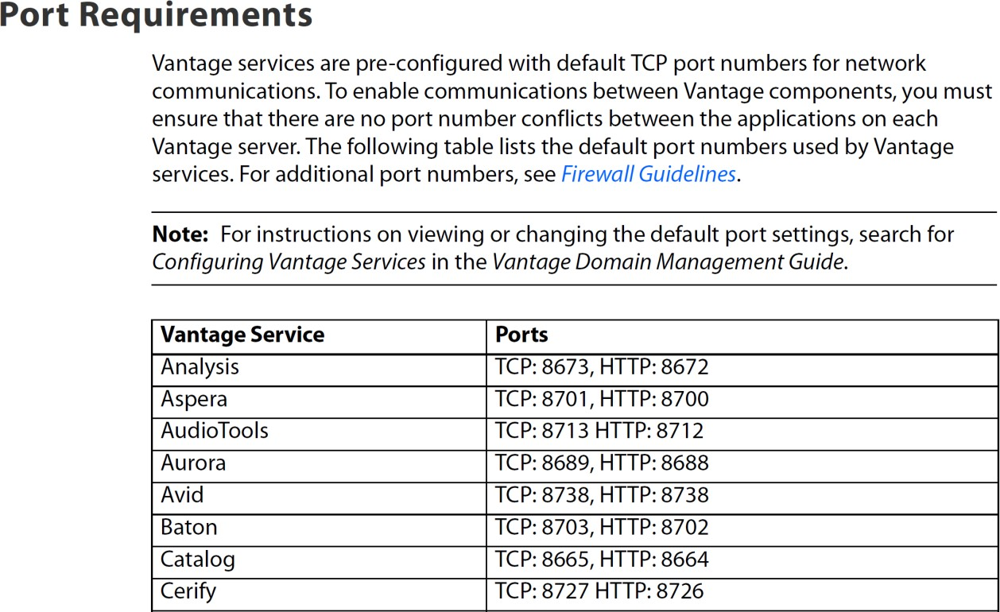 Port Requirements
Vantage services are pre-configured with default TCP port numbers for network
communications. To enable communications between Vantage components, you must
ensure that there are no port number conflicts between the applications on each
Vantage server. The following table lists the default port numbers used by Vantage
services. For additional port numbers, see Firewall Guidelines.
Note: For instructions on viewing or changing the default port settings, search for
Configuring Vantage Services in the Vantage Domain Management Guide.
Vantage Service Ports
Analysis TCP: 8673, HTTP: 8672
Aspera TCP: 8701, HTTP: 8700
AudioTools TCP: 8713 HTTP: 8712
Aurora TCP: 8689, HTTP: 8688
Avid TCP: 8738, HTTP: 8738
Baton TCP: 8703, HTTP: 8702
Catalog TCP: 8665, HTTP: 8664
Cerify TCP: 8727 HTTP: 8726